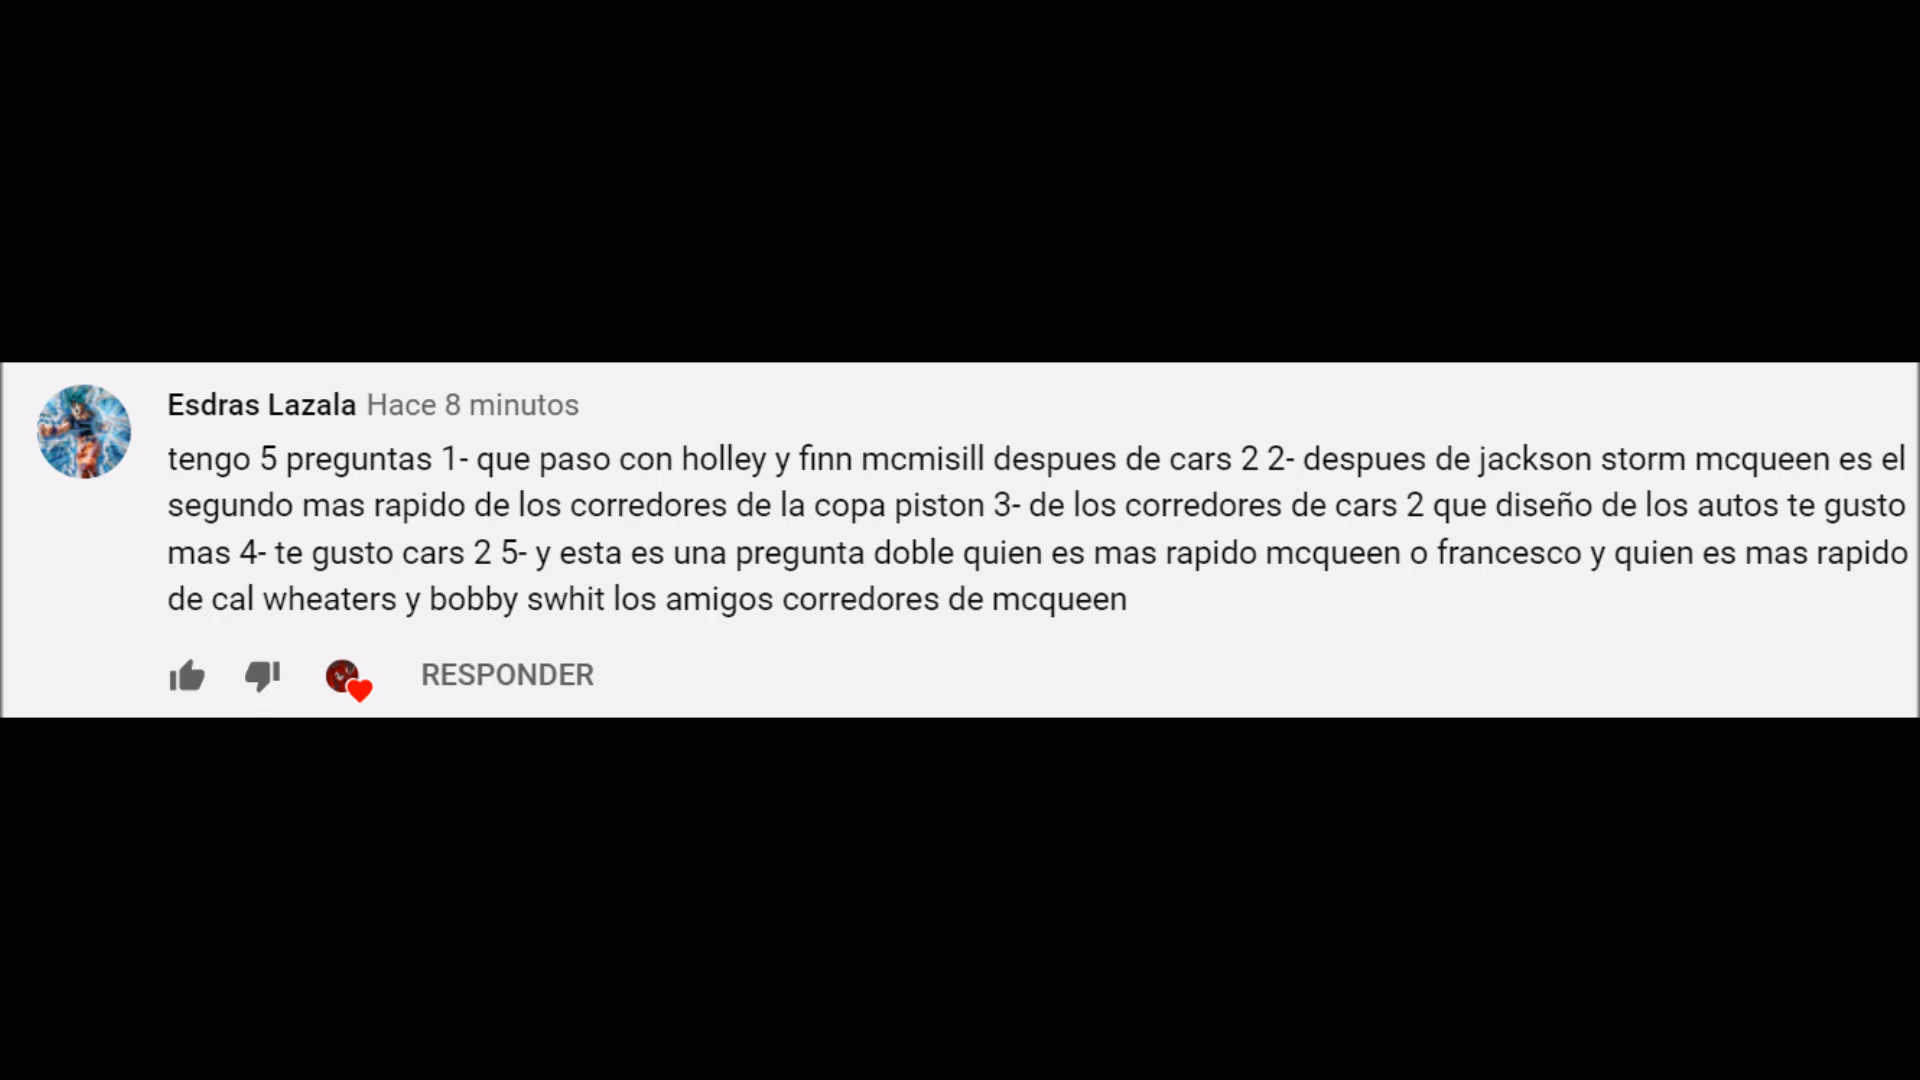 Esdras Lazala Hace 8 minutos
tengo 5 preguntas 1- que paso con holley y finn mcmisill despues de cars 2 2- despues de jackson storm mcqueen es el
segundo mas rapido de los corredores de la copa piston 3- de los corredores de cars 2 que diseño de los autos te gusto
mas 4- te gusto cars 2 5- y esta es una pregunta doble quien es mas rapido mcqueen o francesco y quien es mas rapido
de cal wheaters y bobby swhit los amigos corredores de mcqueen
RESPONDER